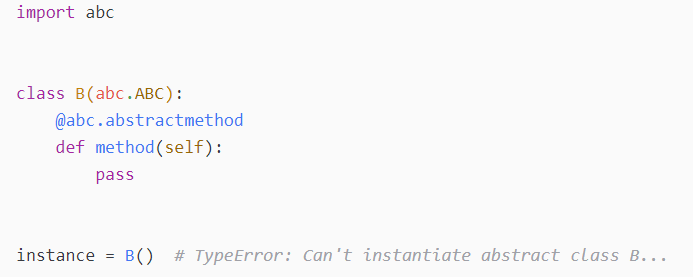 import abc
class B(abc.ABC):
    @abc.abstractmethod
    def method(self):
        pass
instance = B()  # TypeError: Can't instantiate abstract class B...